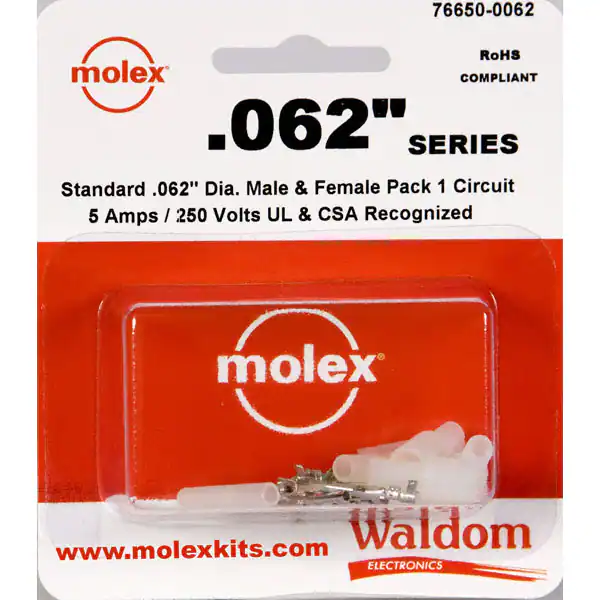 76650-0062
molex®
RoHS
COMPLIANT
.062" SERIES
Standard .062" Dia. Male & Female Pack 1 Circuit
5 Amps / 250 Volts UL & CSA Recognized
molex®
www.molexkits.com
Waldom
ELECTRONICS